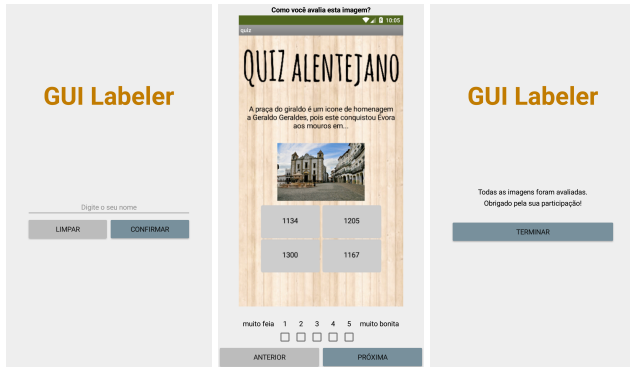 GUI Labeler
Digite o seu nome
LIMPAR CONFIRMAR
Como você avalia esta imagem?
10:05
quiz
QUIZ ALENTEJANO
A praça do giraldo é um icone de homenagem
a Geraldo Geraldes, pois este conquistou Évora
aos mouros em...
1134 1205
1300 1167
muito feia 1 2 3 4 5 muito bonita
ANTERIOR PRÓXIMA
GUI Labeler
Todas as imagens foram avaliadas.
Obrigado pela sua participação!
TERMINAR